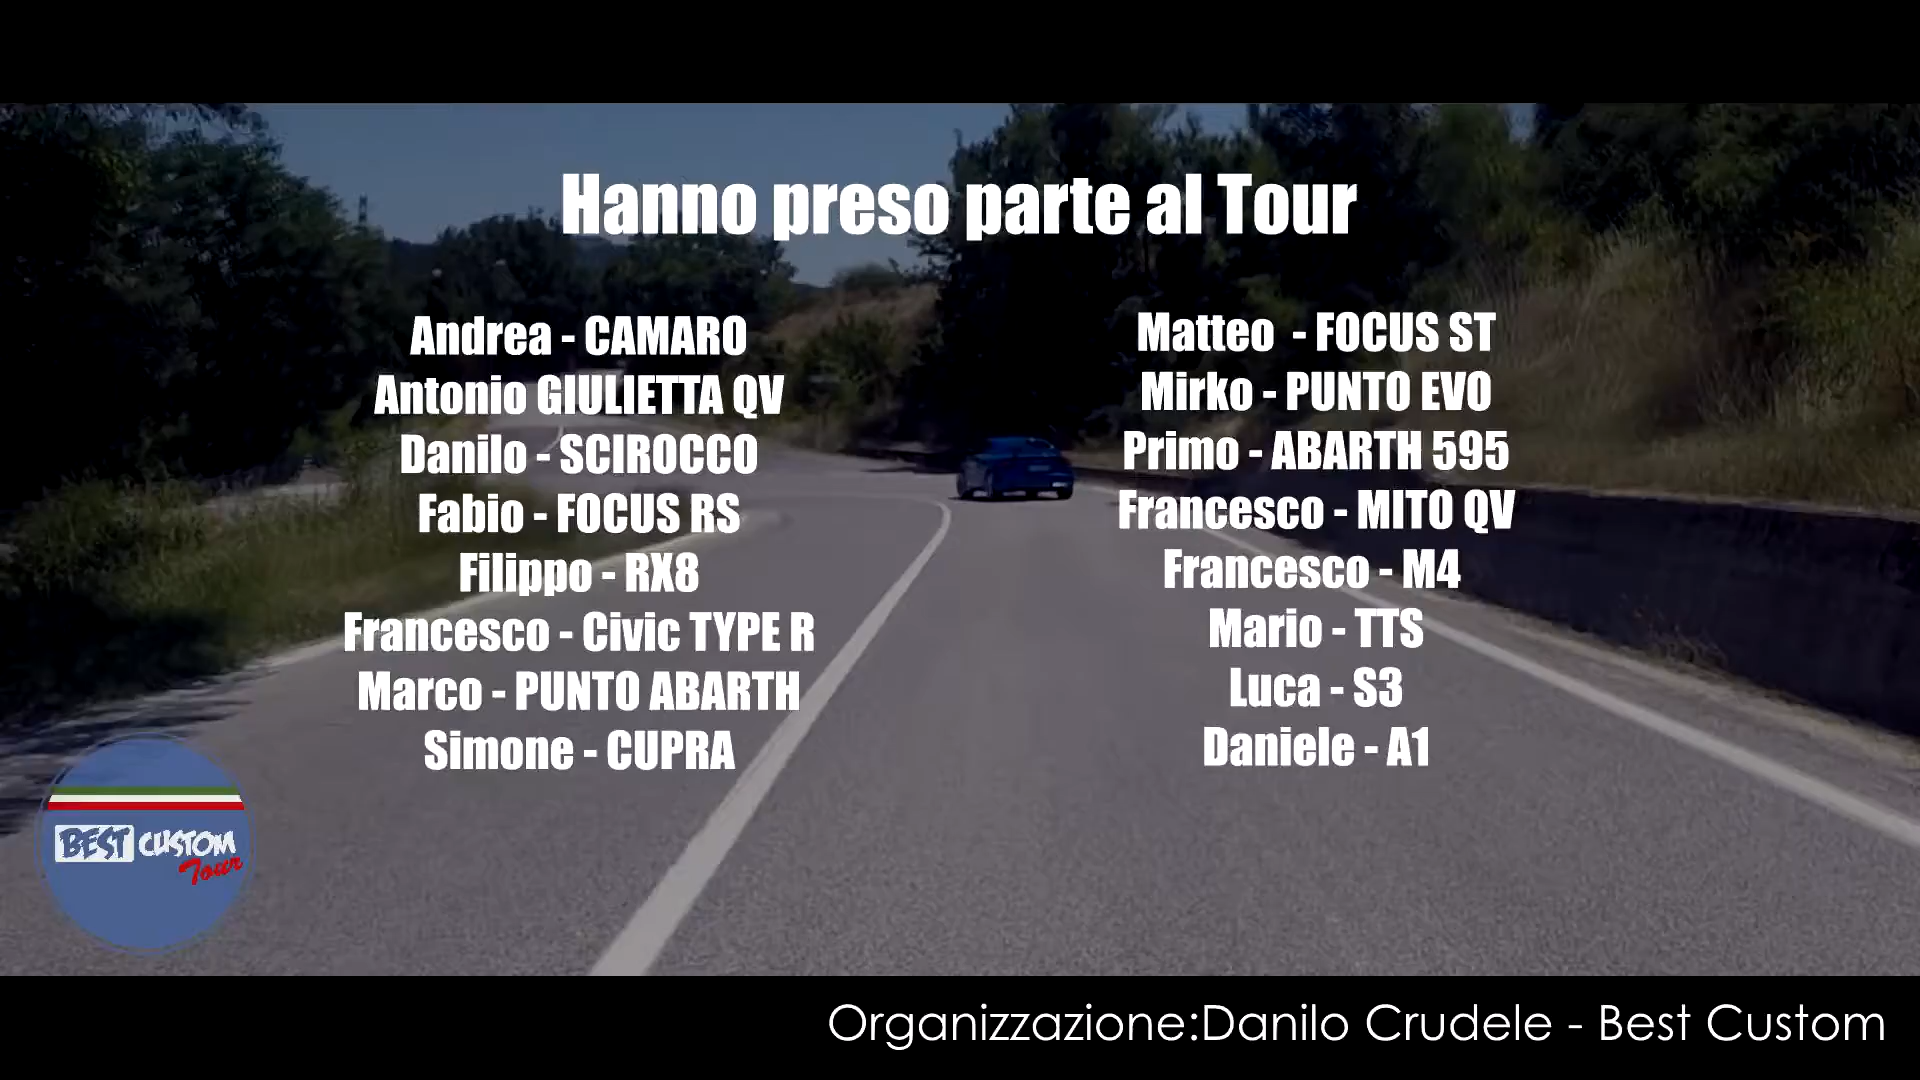 Hanno preso parte al Tour
Andrea - CAMARO
Antonio GIULIETTA QV
Danilo - SCIROCCO
Fabio - FOCUS RS
Filippo - RX8
Francesco - Civic TYPE R
Marco - PUNTO ABARTH
Simone - CUPRA
Matteo  - FOCUS ST
Mirko - PUNTO EVO
Primo - ABARTH 595
Francesco - MITO QV
Francesco - M4
Mario - TTS
Luca - S3
Daniele - A1
BEST CUSTOM
Tour
Organizzazione:Danilo Crudele - Best Custom